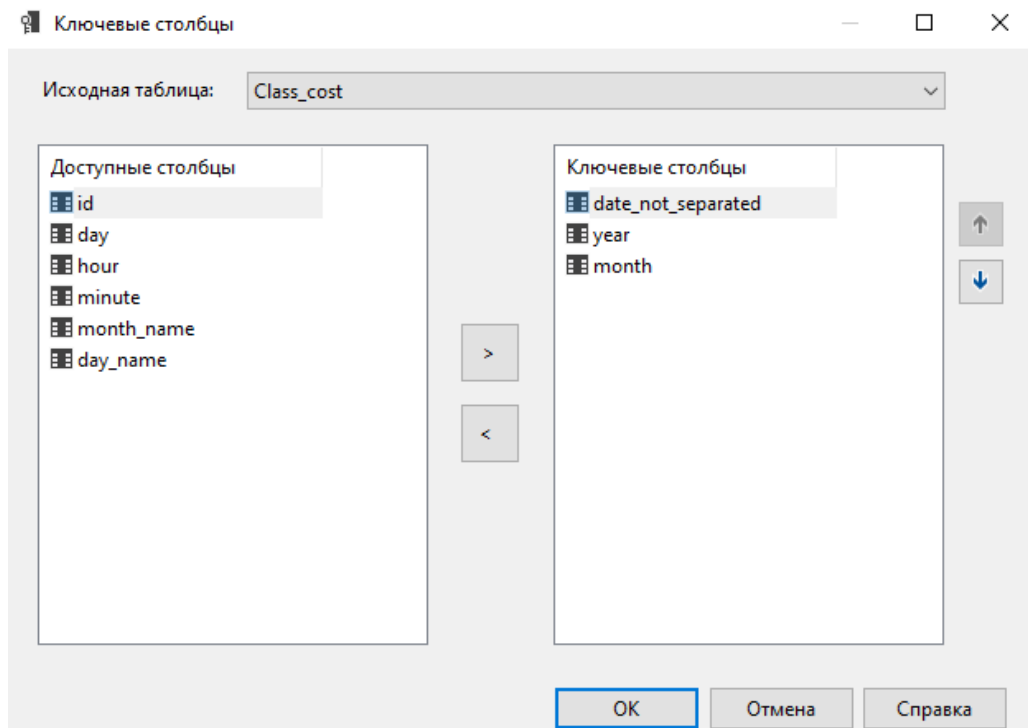 Ключевые столбцы
Исходная таблица: Class_cost
Доступные столбцы
id
day
hour
minute
month_name
day_name
>
<
Ключевые столбцы
date_not_separated
year
month
OK Отмена Справка